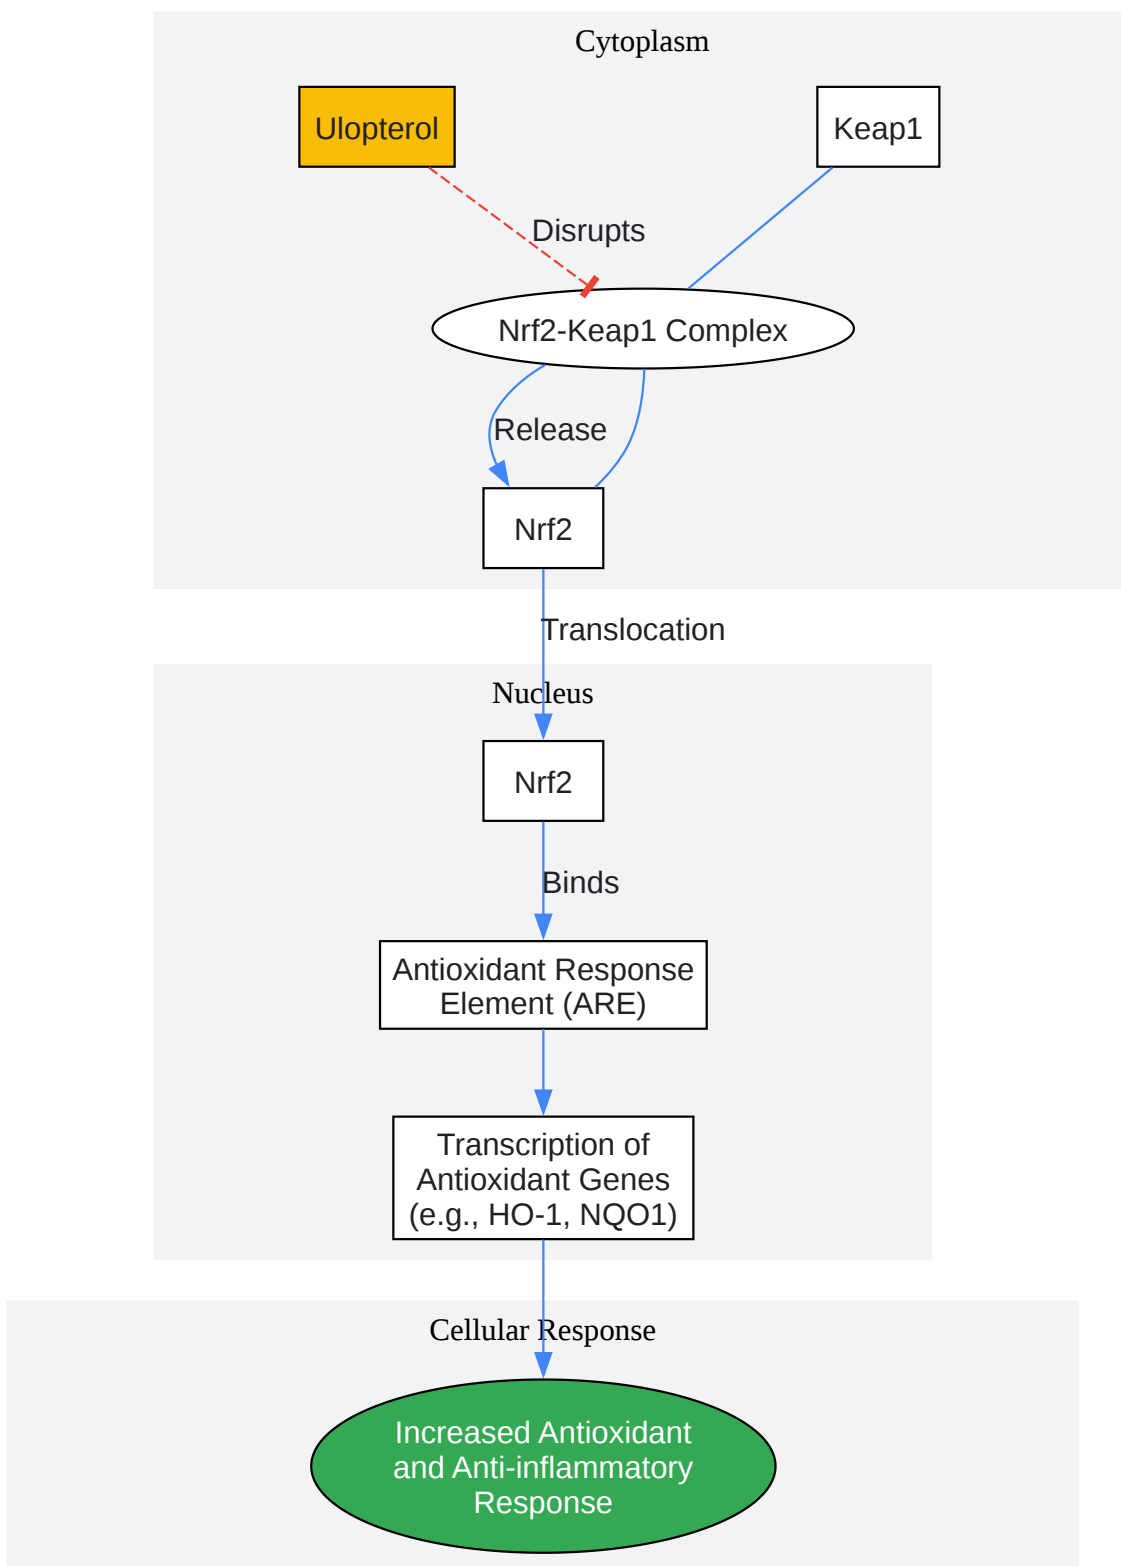 Cytoplasm
Ulopterol
Keap1
Disrupts
Nrf2-Keap1 Complex
Release
Nrf2
Translocation
Nucleus
Nrf2
Binds
Antioxidant Response
Element (ARE)
Transcription of
Antioxidant Genes
(e.g., HO-1, NQO1)
Cellular Response
Increased Antioxidant
and Anti-inflammatory
Response